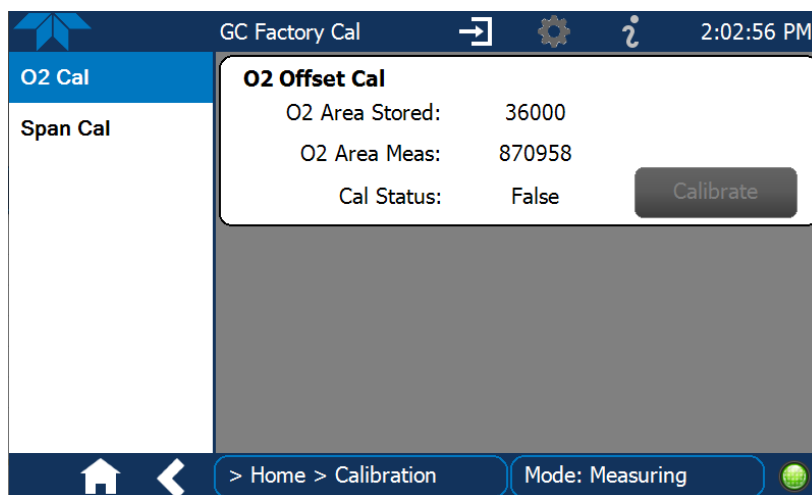 GC Factory Cal 2:02:56 PM
O2 Cal
Span Cal
O2 Offset Cal
O2 Area Stored: 36000
O2 Area Meas: 870958
Cal Status: False
Calibrate
> Home > Calibration Mode: Measuring